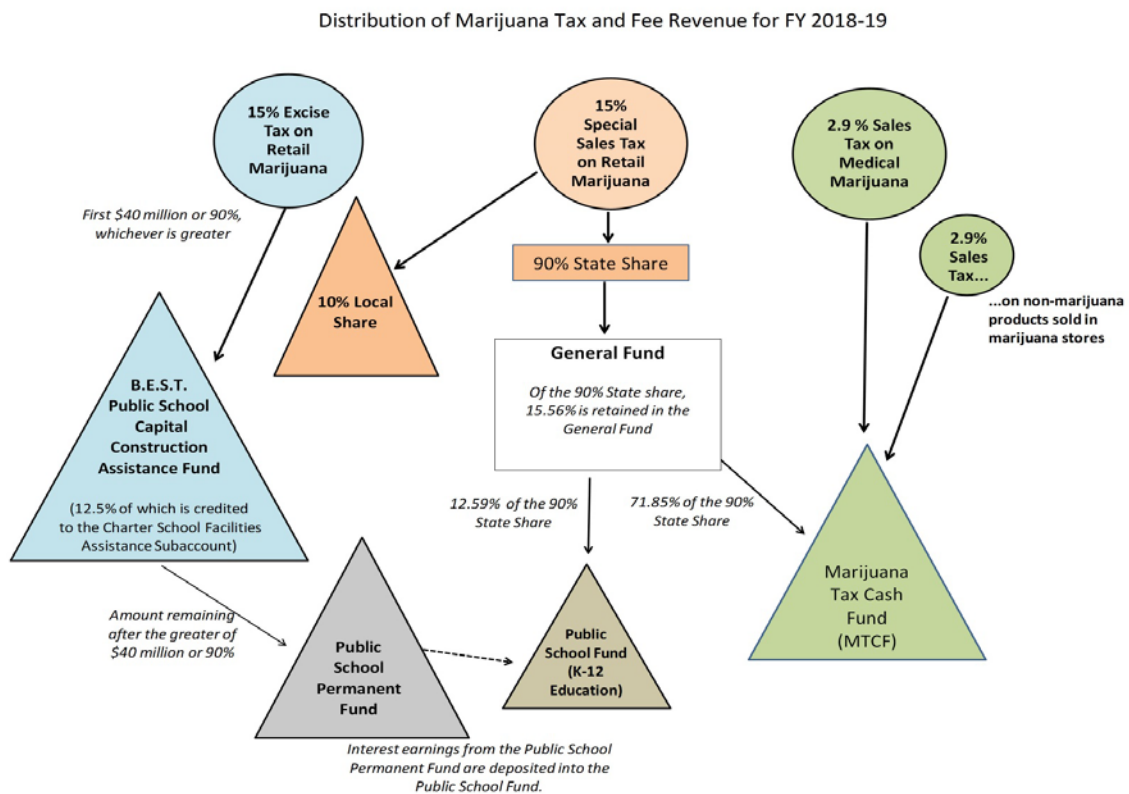 Distribution of Marijuana Tax and Fee Revenue for FY 2018-19
15% Excise
Tax on
Retail
Marijuana
15%
Special
Sales Tax
on Retail
Marijuana
2.9 % Sales
Tax on
Medical
Marijuana
First $40 million or 90%,
whichever is greater
2.9%
Sales
Tax...
...on non-marijuana
products sold in
marijuana stores
90% State Share
10% Local
Share
General Fund
Of the 90% State share,
15.56% is retained in the
General Fund
B.E.S.T.
Public School
Capital
Construction
Assistance Fund
(12.5% of which is credited
to the Charter School Facilities
Assistance Subaccount)
12.59% of the 90%
State Share
71.85% of the 90%
State Share
Marijuana
Tax Cash
Fund
(MTCF)
Amount remaining
after the greater of
$40 million or 90%
Public
School
Permanent
Fund
Public
School Fund
(K-12
Education)
Interest earnings from the Public School
Permanent Fund are deposited into the
Public School Fund.